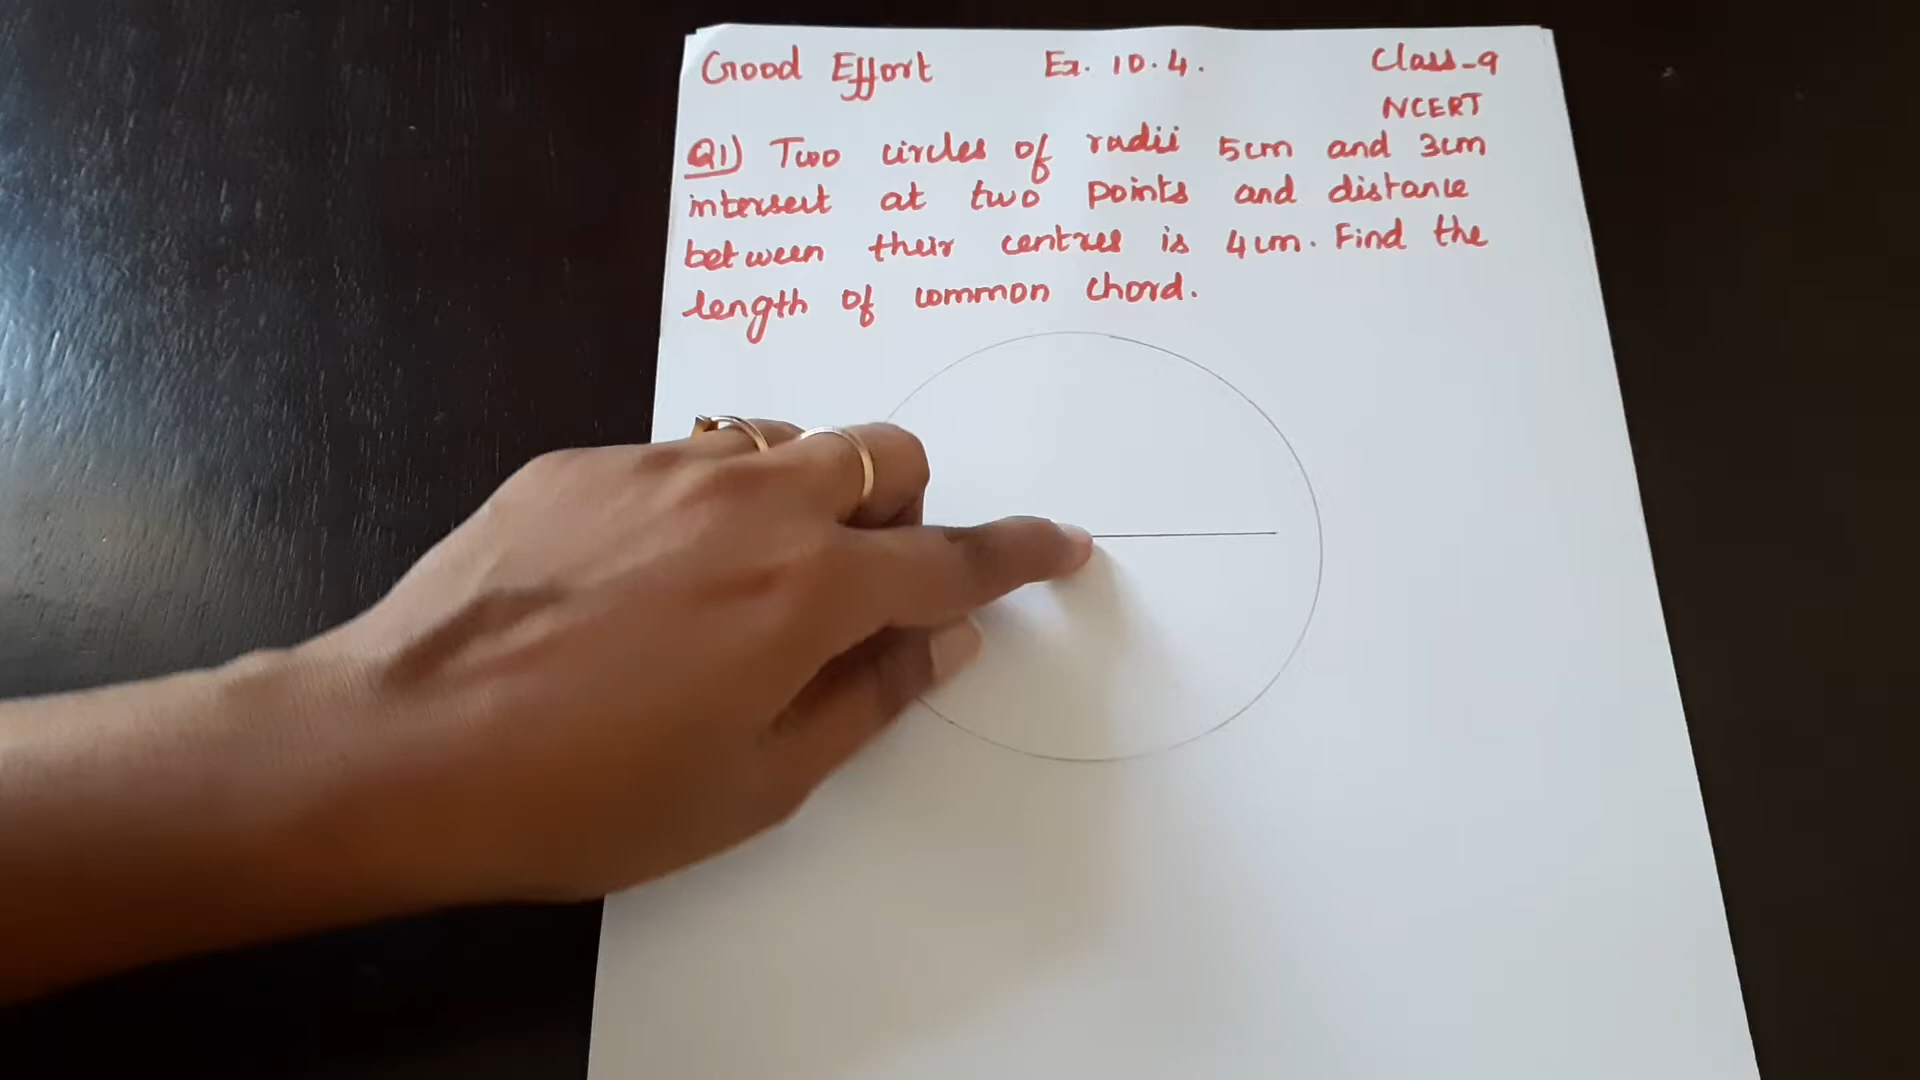 Good Effort Ex. 10.4. Class-9
NCERT
Q1) Two circles of radii 5cm and 3cm
intersect at two points and distance
between their centres is 4cm. Find the
length of common chord.